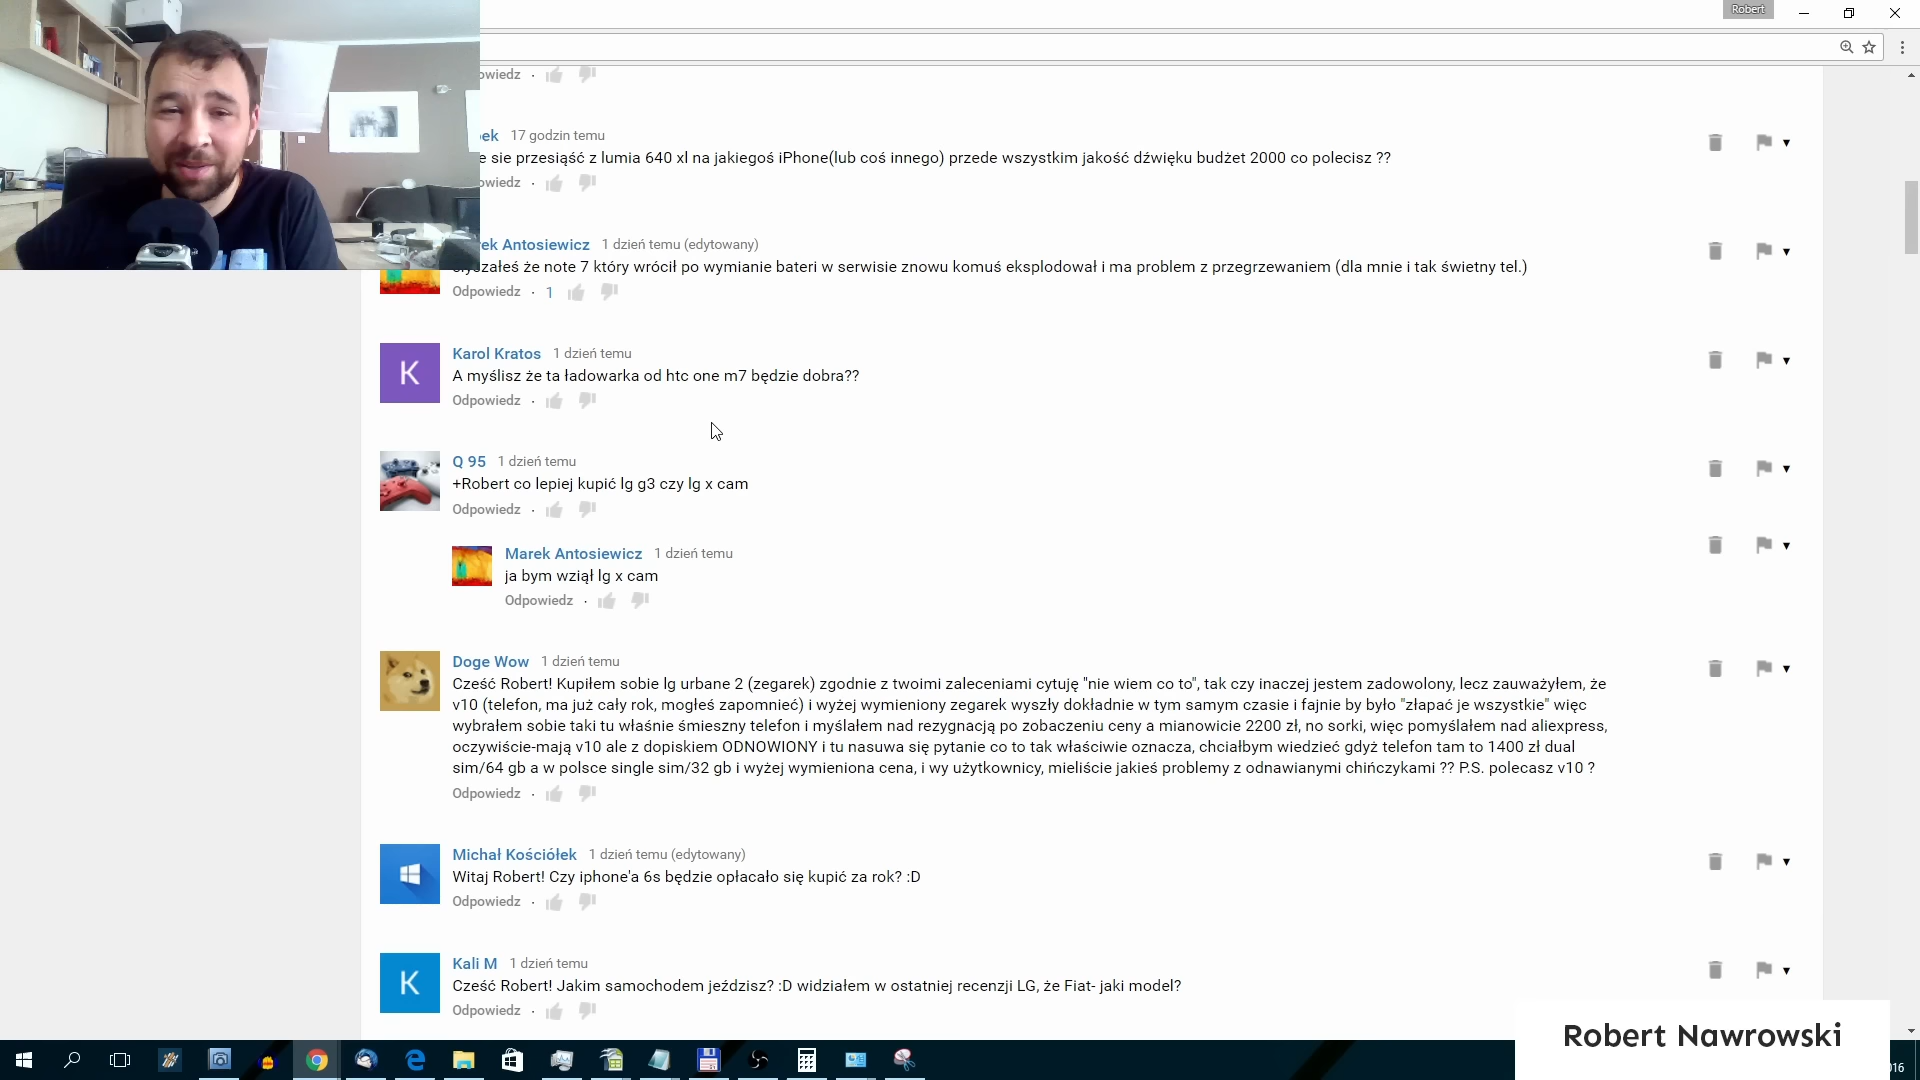 Robert
powiedz ·
bek 17 godzin temu
e sie przesiąść z lumia 640 xl na jakiegoś iPhone(lub coś innego) przede wszystkim jakość dźwięku budżet 2000 co polecisz ??
powiedz ·
rek Antosiewicz 1 dzień temu (edytowany)
słyszałeś że note 7 który wrócił po wymianie bateri w serwisie znowu komuś eksplodował i ma problem z przegrzewaniem (dla mnie i tak świetny tel.)
Odpowiedz · 1
K
Karol Kratos 1 dzień temu
A myślisz że ta ładowarka od htc one m7 będzie dobra??
Odpowiedz ·
Q 95 1 dzień temu
+Robert co lepiej kupić lg g3 czy lg x cam
Odpowiedz ·
Marek Antosiewicz 1 dzień temu
ja bym wziął lg x cam
Odpowiedz ·
Doge Wow 1 dzień temu
Cześć Robert! Kupiłem sobie lg urbane 2 (zegarek) zgodnie z twoimi zaleceniami cytuję "nie wiem co to", tak czy inaczej jestem zadowolony, lecz zauważyłem, że
v10 (telefon, ma już cały rok, mogłeś zapomnieć) i wyżej wymieniony zegarek wyszły dokładnie w tym samym czasie i fajnie by było "złapać je wszystkie" więc
wybrałem sobie taki tu właśnie śmieszny telefon i myślałem nad rezygnacją po zobaczeniu ceny a mianowicie 2200 zł, no sorki, więc pomyślałem nad aliexpress,
oczywiście-mają v10 ale z dopiskiem ODNOWIONY i tu nasuwa się pytanie co to tak właściwie oznacza, chciałbym wiedzieć gdyż telefon tam to 1400 zł dual
sim/64 gb a w polsce single sim/32 gb i wyżej wymieniona cena, i wy użytkownicy, mieliście jakieś problemy z odnawianymi chińczykami ?? P.S. polecasz v10 ?
Odpowiedz ·
Michał Kościółek 1 dzień temu (edytowany)
Witaj Robert! Czy iphone'a 6s będzie opłacało się kupić za rok? :D
Odpowiedz ·
K
Kali M 1 dzień temu
Cześć Robert! Jakim samochodem jeździsz? :D widziałem w ostatniej recenzji LG, że Fiat- jaki model?
Odpowiedz ·
Robert Nawrowski
016